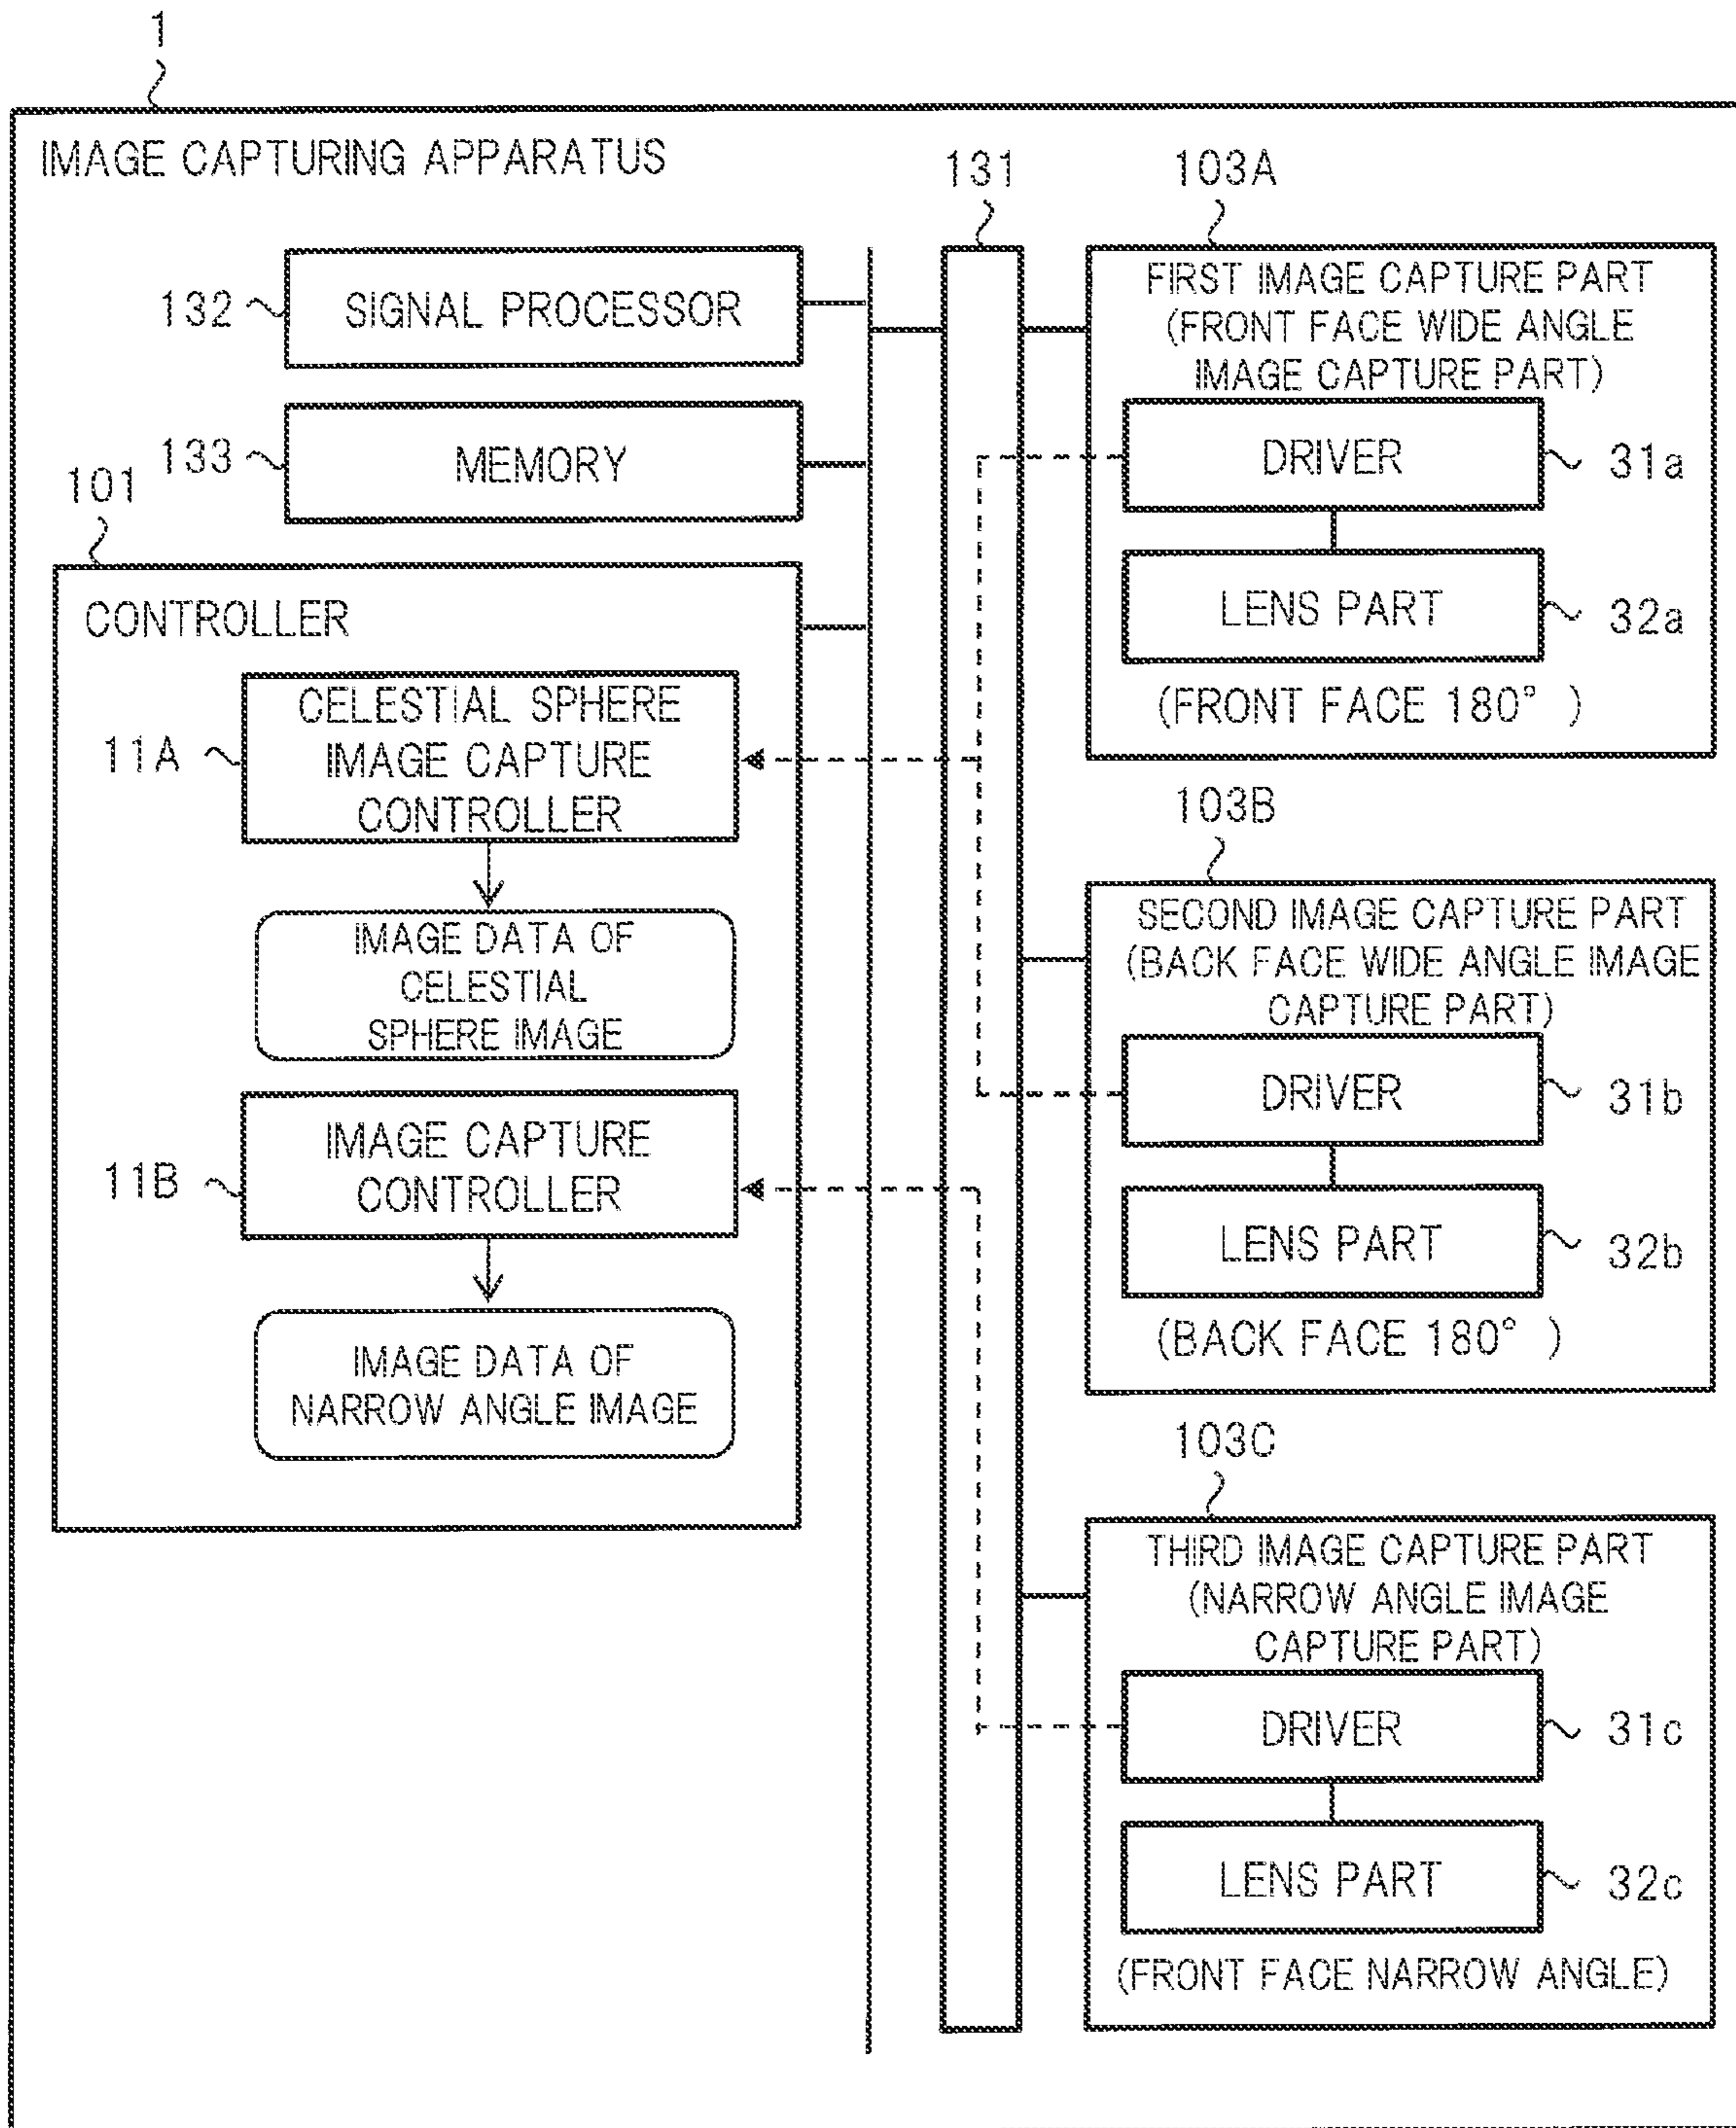 1
IMAGE CAPTURING APPARATUS
131
103A
132
SIGNAL PROCESSOR
133
MEMORY
101
CONTROLLER
11A
CELESTIAL SPHERE
IMAGE CAPTURE
CONTROLLER
IMAGE DATA OF
CELESTIAL
SPHERE IMAGE
11B
IMAGE CAPTURE
CONTROLLER
IMAGE DATA OF
NARROW ANGLE IMAGE
FIRST IMAGE CAPTURE PART
(FRONT FACE WIDE ANGLE
IMAGE CAPTURE PART)
DRIVER
31a
LENS PART
32a
(FRONT FACE 180° )
103B
SECOND IMAGE CAPTURE PART
(BACK FACE WIDE ANGLE IMAGE
CAPTURE PART)
DRIVER
31b
LENS PART
32b
(BACK FACE 180° )
103C
THIRD IMAGE CAPTURE PART
(NARROW ANGLE IMAGE
CAPTURE PART)
DRIVER
31c
LENS PART
32c
(FRONT FACE NARROW ANGLE)